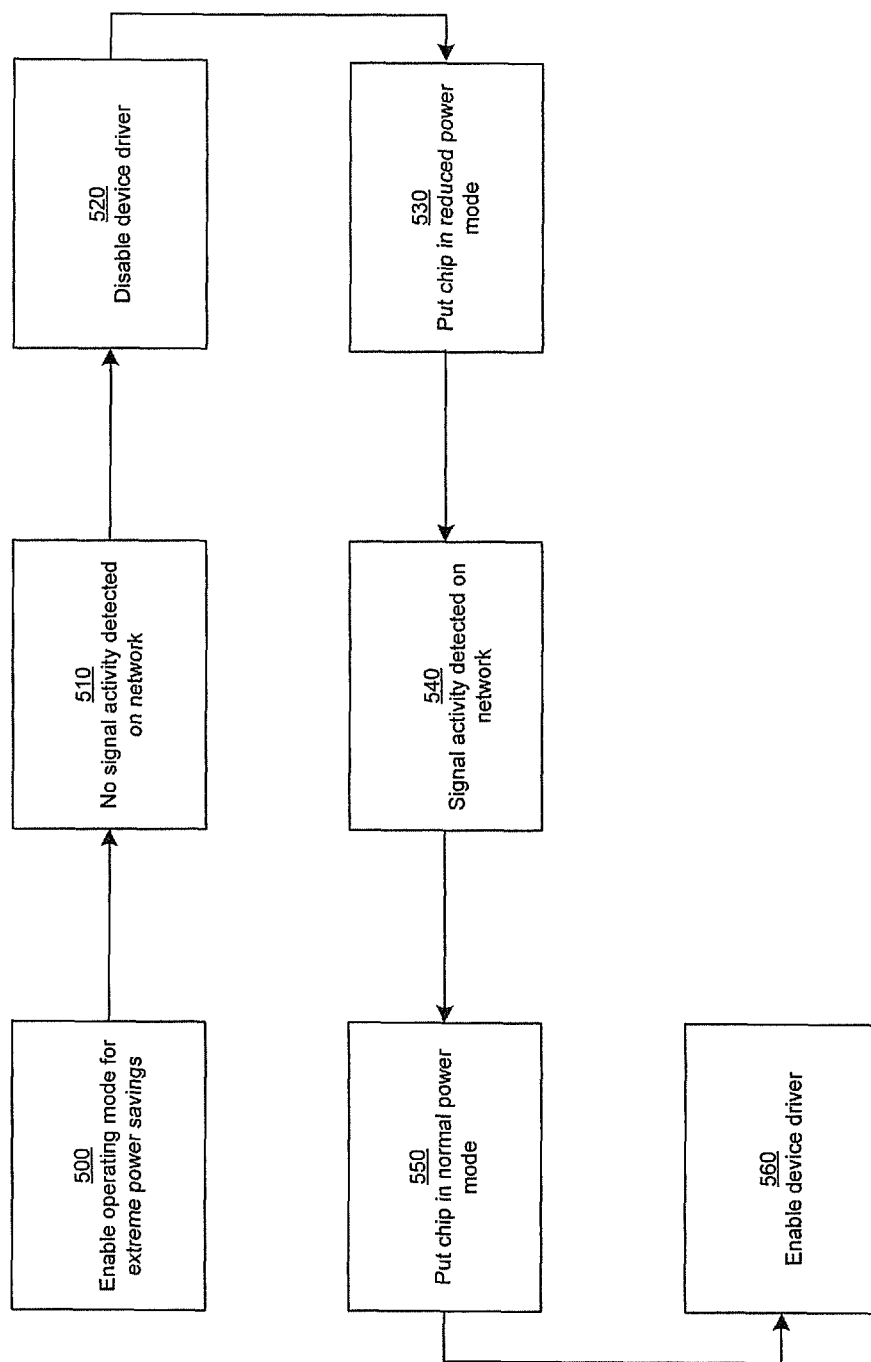 500
Enable operating mode for
extreme power savings
510
No signal activity detected
on network
520
Disable device driver
530
Put chip in reduced power
mode
540
Signal activity detected on
network
550
Put chip in normal power
mode
560
Enable device driver